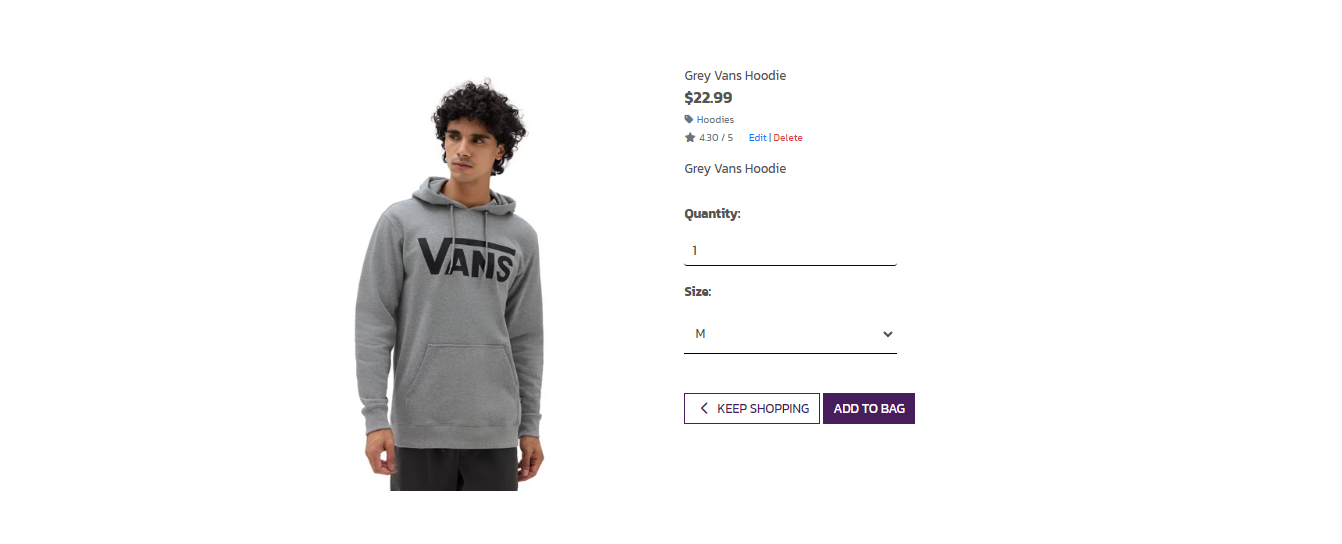 VANS
Grey Vans Hoodie
$22.99
Hoodies
4.30 / 5 Edit | Delete
Grey Vans Hoodie
Quantity:
1
Size:
M
KEEP SHOPPING ADD TO BAG